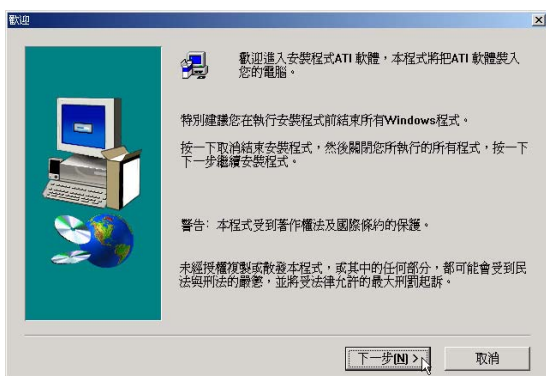 歡迎
歡迎進入安裝程式ATI 軟體,本程式將把ATI 軟體裝入
您的電腦。
特別建議您在執行安裝程式前結束所有Windows程式。
按一下取消結束安裝程式,然後關閉您所執行的所有程式,按一下
下一步繼續安裝程式。
警告: 本程式受到著作權法及國際條約的保護。
未經授權複製或散發本程式,或其中的任何部分,都可能會受到民
法與刑法的嚴懲,並將受法律允許的最大刑罰起訴。
下一步(N) >
取消